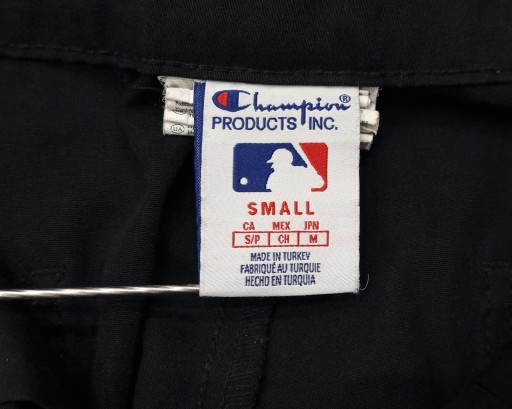 Champion®
PRODUCTS INC.
SMALL
CA MEX JPN
S/P CH M
MADE IN TURKEY
FABRIQUÉ AU TURQUIE
HECHO EN TURQUIA